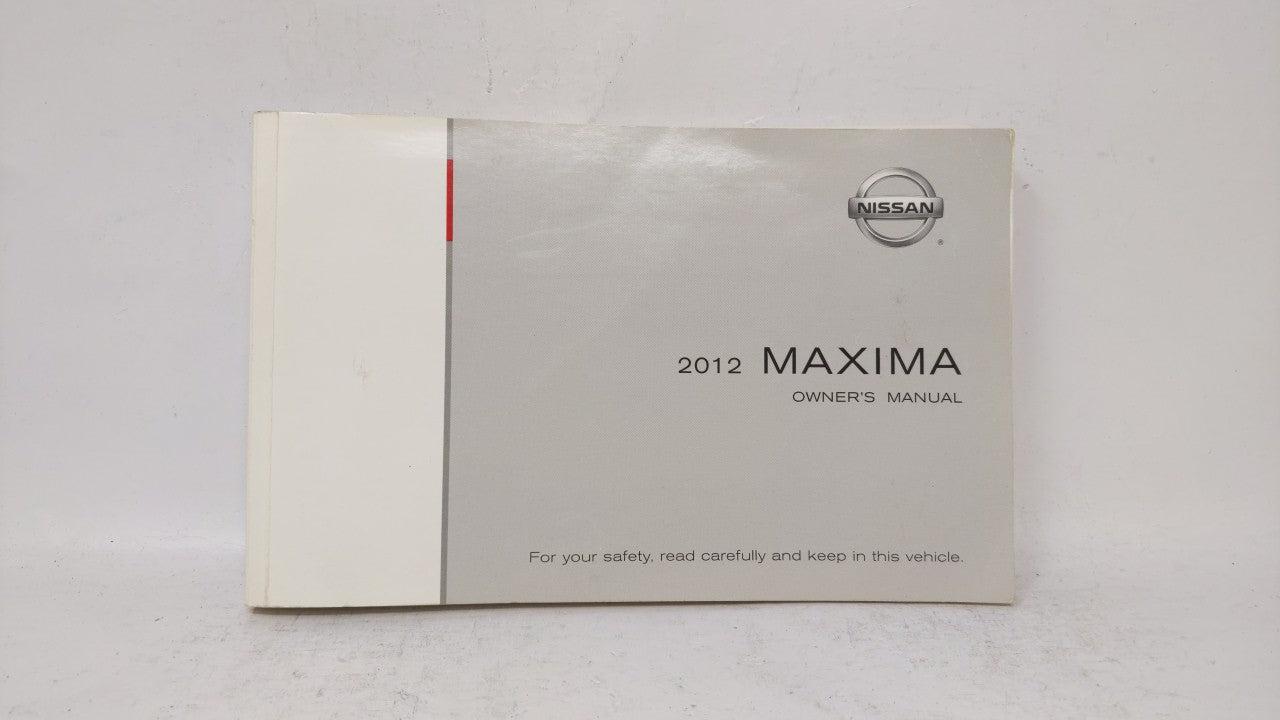 NISSAN
®
2012 MAXIMA
OWNER'S MANUAL
For your safety, read carefully and keep in this vehicle.